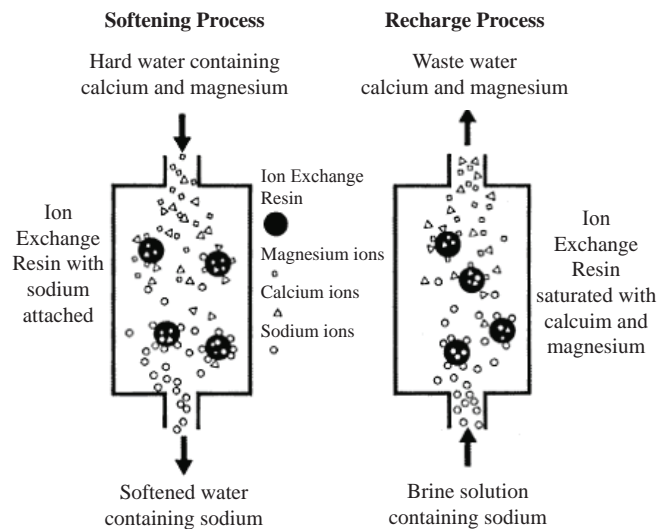 Softening Process
Hard water containing
calcium and magnesium
Ion
Exchange
Resin with
sodium
attached
Ion Exchange
Resin
Magnesium ions
Calcium ions
Sodium ions
Softened water
containing sodium
Recharge Process
Waste water
calcium and magnesium
Ion
Exchange
Resin
saturated with
calcuim and
magnesium
Brine solution
containing sodium